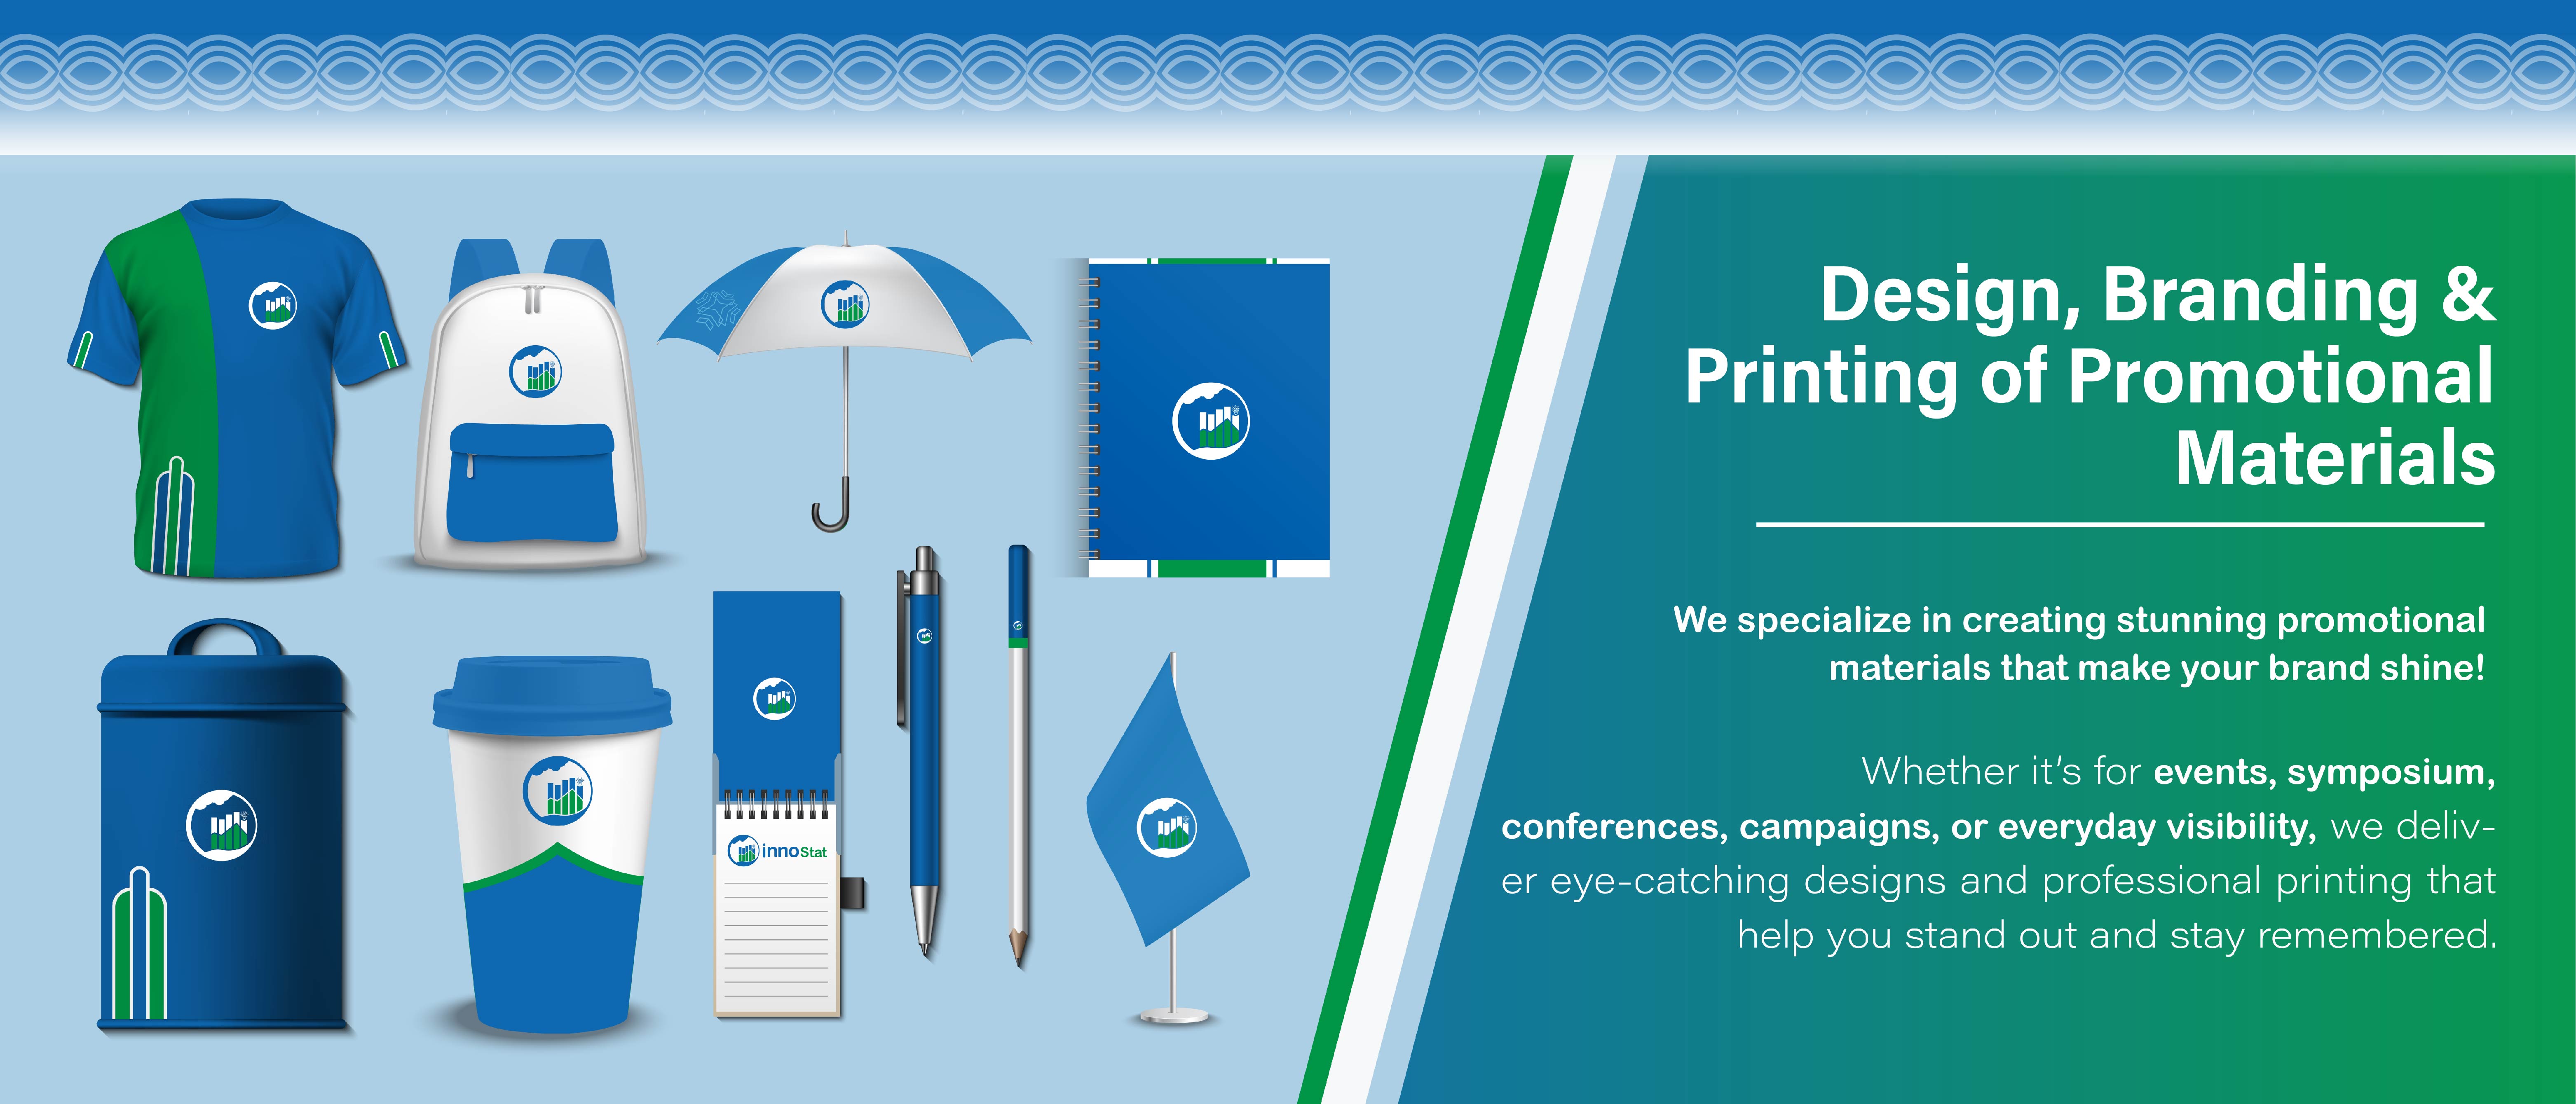 Design, Branding &
Printing of Promotional
Materials
We specialize in creating stunning promotional
materials that make your brand shine!
Whether it's for events, symposium,
conferences, campaigns, or everyday visibility, we deliv-
er eye-catching designs and professional printing that
help you stand out and stay remembered.
innoStat